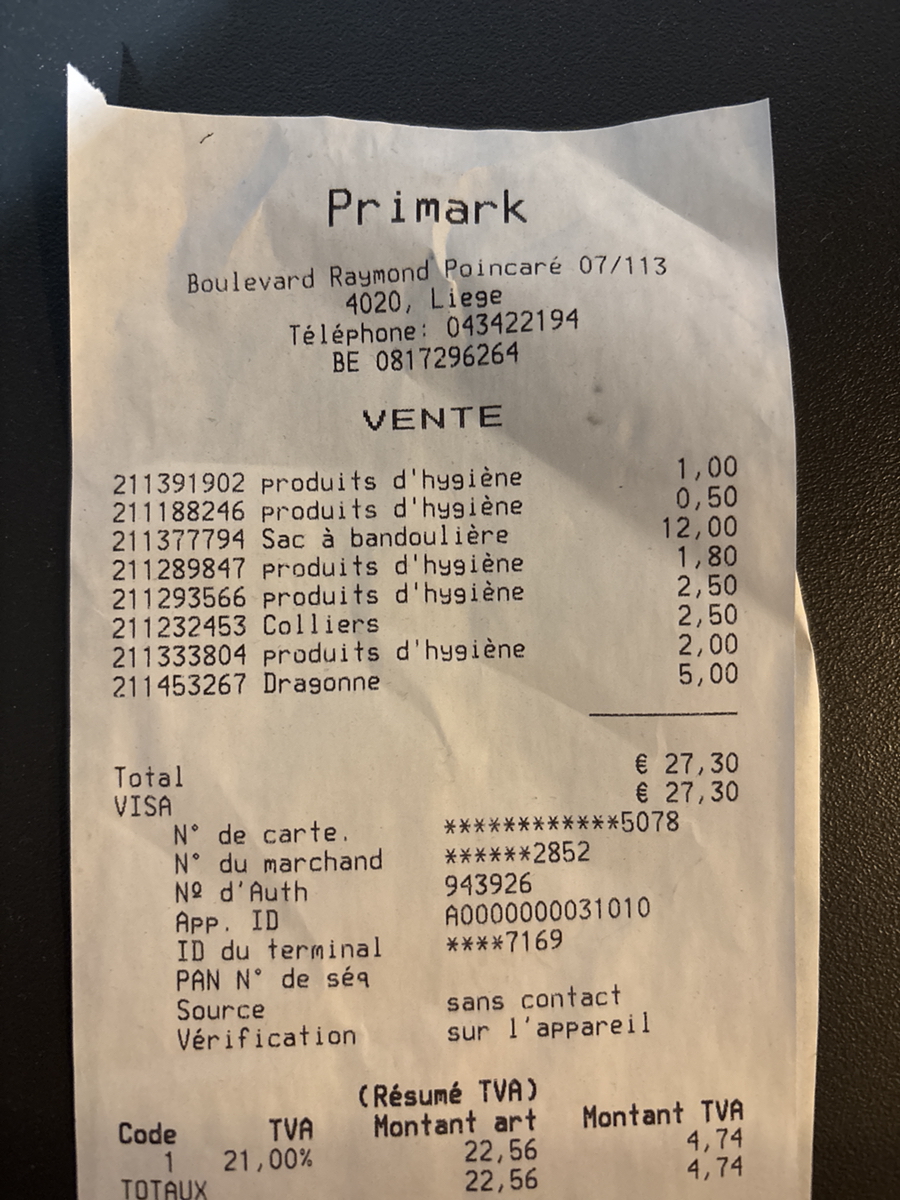 Primark
Boulevard Raymond Poincaré 07/113
4020, Liege
Téléphone: 043422194
BE 0817296264
VENTE
211391902 produits d'hygiène 1,00
211188246 produits d'hygiène 0,50
211377794 Sac à bandoulière 12,00
211289847 produits d'hygiène 1,80
211293566 produits d'hygiène 2,50
211232453 Colliers 2,50
211333804 produits d'hygiène 2,00
211453267 Dragonne 5,00
Total € 27,30
VISA € 27,30
N° de carte. ************5078
N° du marchand ******2852
Nº d'Auth 943926
App. ID A0000000031010
ID du terminal ****7169
PAN N° de séq
Source sans contact
Vérification sur l'appareil
(Résumé TVA)
Code TVA Montant art Montant TVA
1 21,00% 22,56 4,74
TOTAUX 22,56 4,74